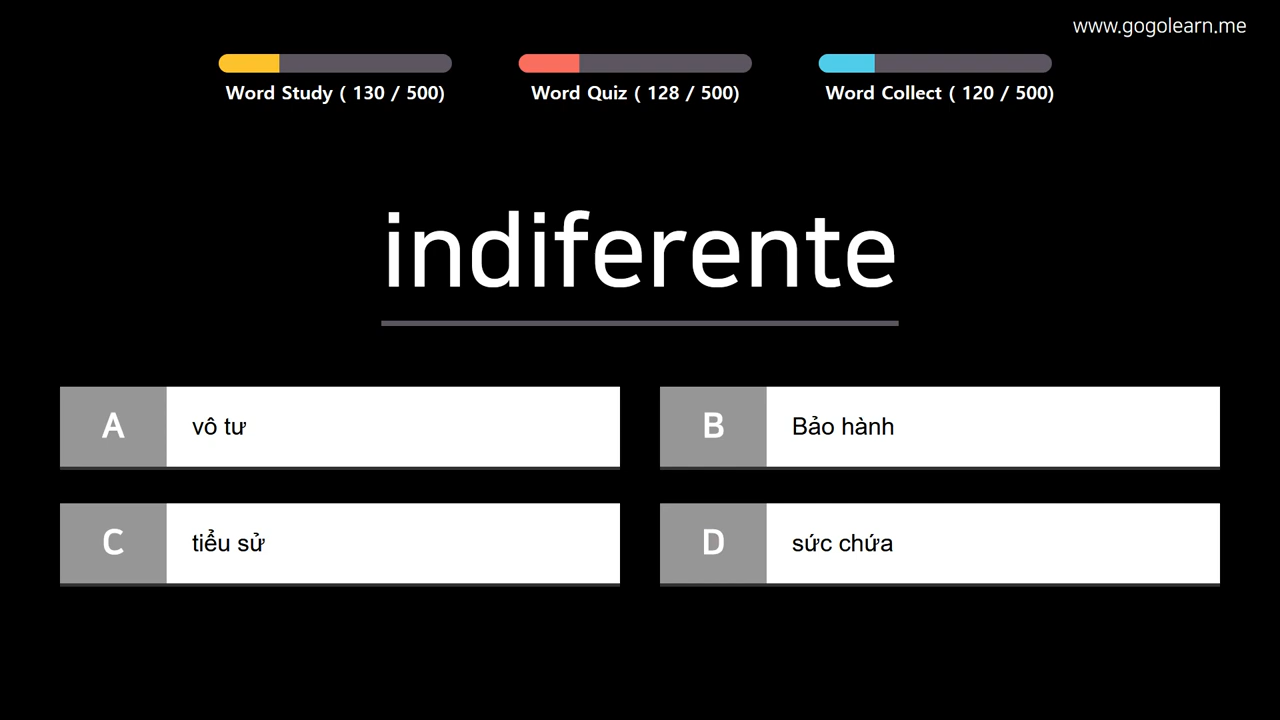 www.gogolearn.me
Word Study ( 130 / 500)
Word Quiz ( 128 / 500)
Word Collect ( 120 / 500)
indiferente
A
vô tư
B
Bảo hành
C
tiểu sử
D
sức chứa